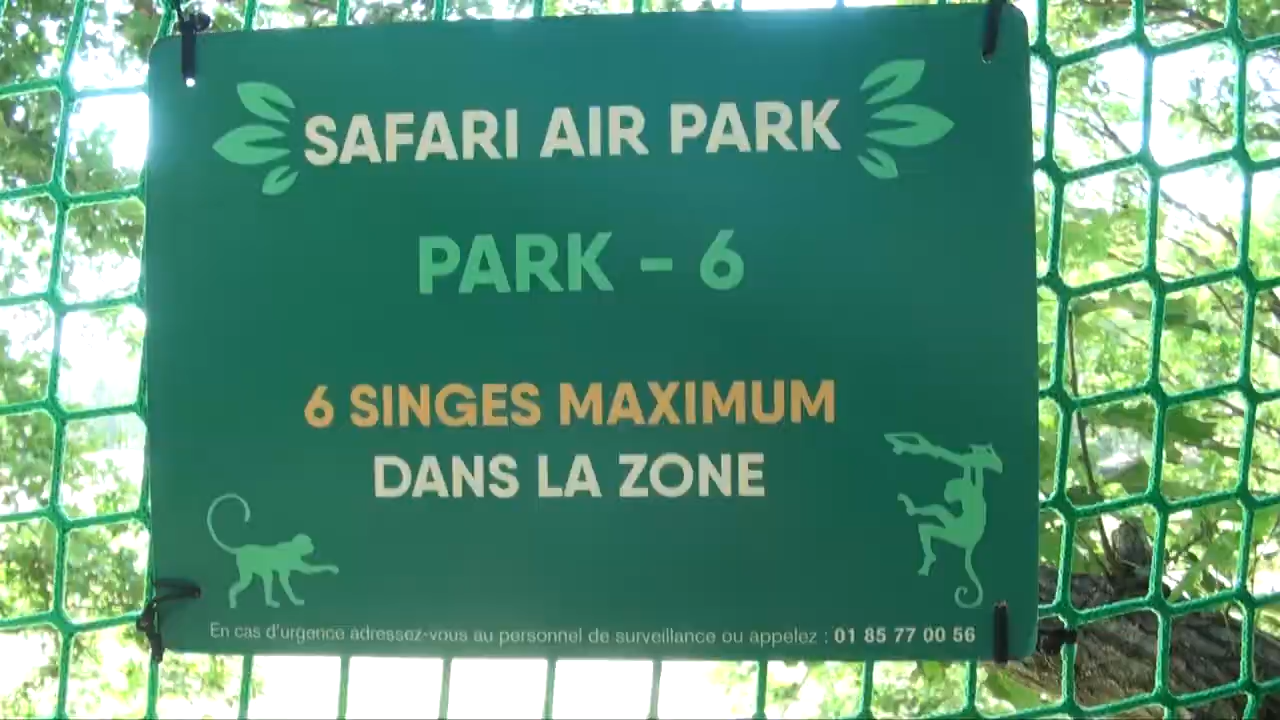 SAFARI AIR PARK
PARK - 6
6 SINGES MAXIMUM
DANS LA ZONE
En cas d'urgence adressez-vous au personnel de surveillance ou appelez : 01 85 77 00 56